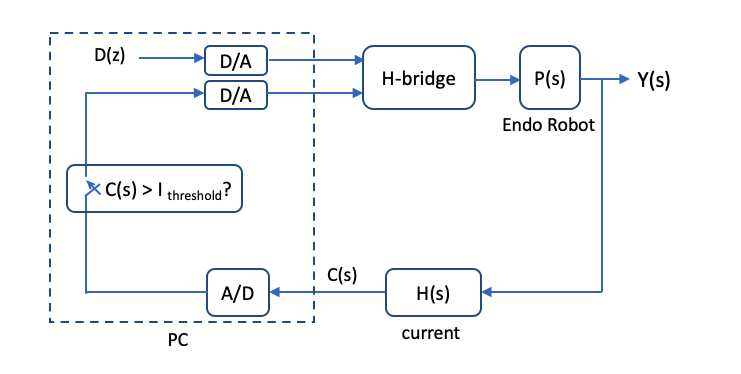 D(z)
D/A
D/A
H-bridge
P(s)
Y(s)
Endo Robot
C(s) > I threshold?
A/D
C(s)
H(s)
current
PC